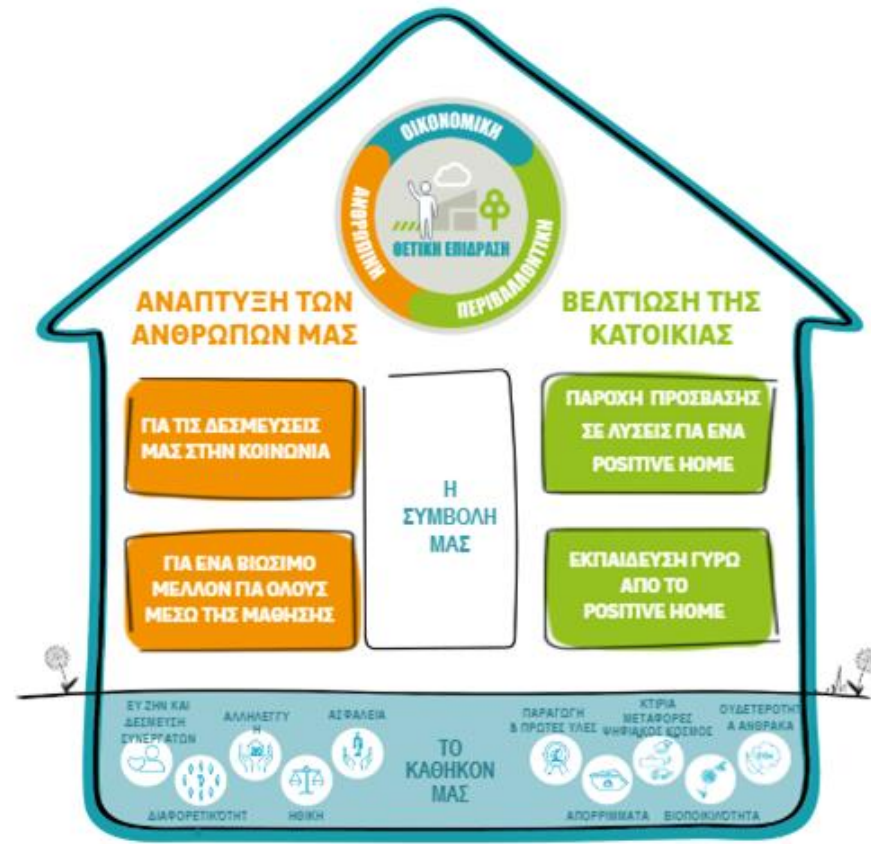 ΟΙΚΟΝΟΜΙΚΗ
ΑΝΘΡΩΠΙΝΗ
ΠΕΡΙΒΑΛΛΟΝΤΙΚΗ
ΘΕΤΙΚΗ ΕΠΙΔΡΑΣΗ
ΑΝΑΠΤΥΞΗ ΤΩΝ
ΑΝΘΡΩΠΩΝ ΜΑΣ
ΓΙΑ ΤΙΣ ΔΕΣΜΕΥΣΕΙΣ
ΜΑΣ ΣΤΗΝ ΚΟΙΝΩΝΙΑ
ΓΙΑ ΕΝΑ ΒΙΩΣΙΜΟ
ΜΕΛΛΟΝ ΓΙΑ ΟΛΟΥΣ
ΜΕΣΩ ΤΗΣ ΜΑΘΗΣΗΣ
Η
ΣΥΜΒΟΛΗ
ΜΑΣ
ΒΕΛΤΊΩΣΗ ΤΗΣ
ΚΑΤΟΙΚΙΑΣ
ΠΑΡΟΧΗ ΠΡΟΣΒΑΣΗΣ
ΣΕ ΛΥΣΕΙΣ ΓΙΑ ΕΝΑ
POSITIVE HOME
ΕΚΠΑΙΔΕΥΣΗ ΓΥΡΩ
ΑΠΟ ΤΟ
POSITIVE HOME
ΕΥ ΖΗΝ ΚΑΙ
ΔΕΣΜΕΥΣΗ
ΣΥΝΕΡΓΑΤΩΝ
ΔΙΑΦΟΡΕΤΙΚΌΤΗΤ
ΑΛΛΗΛΕΓΓΥ
Η
ΗΘΙΚΗ
ΑΣΦΑΛΕΙΑ
ΤΟ
ΚΑΘΗΚΟΝ
ΜΑΣ
ΠΑΡΑΓΩΓΗ
& ΠΡΩΤΕΣ ΥΛΕΣ
ΑΠΟΡΡΙΜΜΑΤΑ
ΚΤΙΡΙΑ
ΜΕΤΑΦΟΡΕΣ
ΨΗΦΙΑΚΟΣ ΚΟΣΜΟΣ
ΒΙΟΠΟΙΚΙΛΟΤΗΤΑ
ΟΥΔΕΤΕΡΟΤΗΤ
Α ΑΝΘΡΑΚΑ